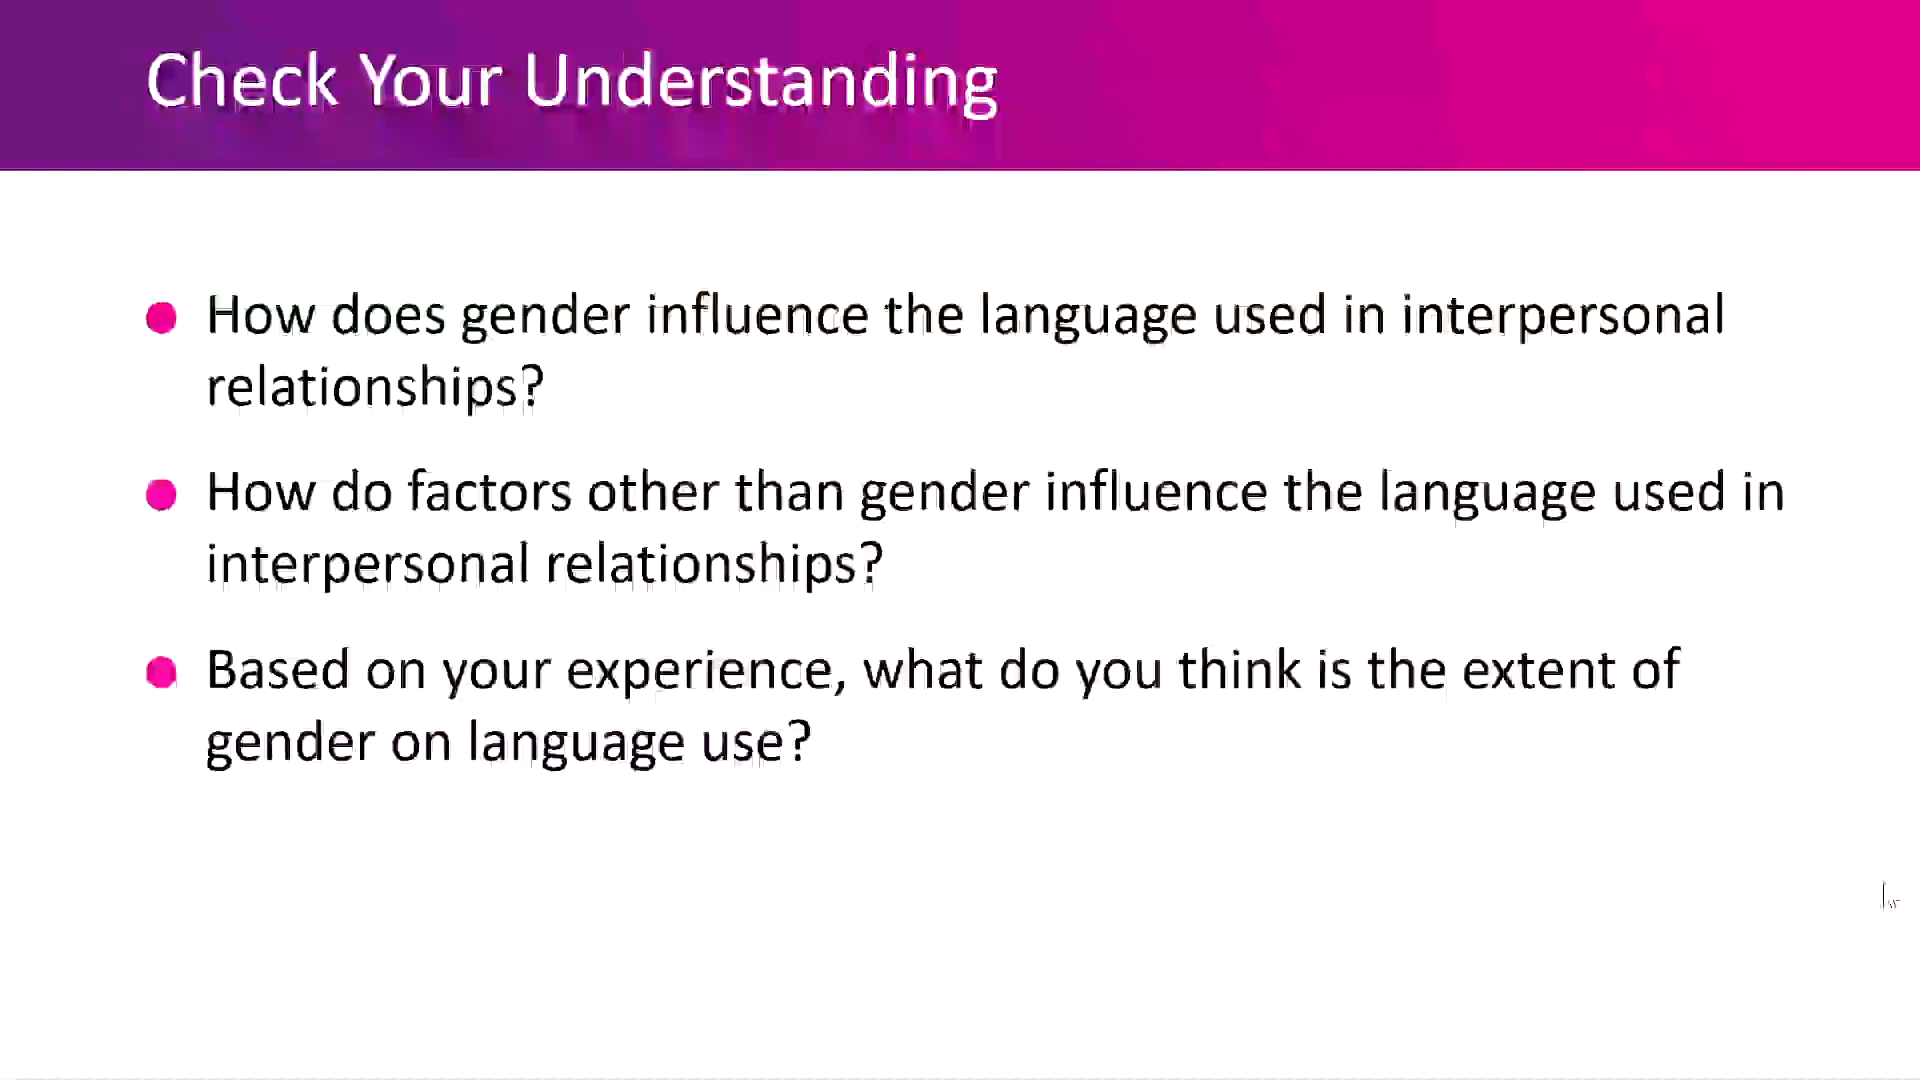 Check Your Understanding
How does gender influence the language used in interpersonal
relationships?
How do factors other than gender influence the language used in
interpersonal relationships?
Based on your experience, what do you think is the extent of
gender on language use?